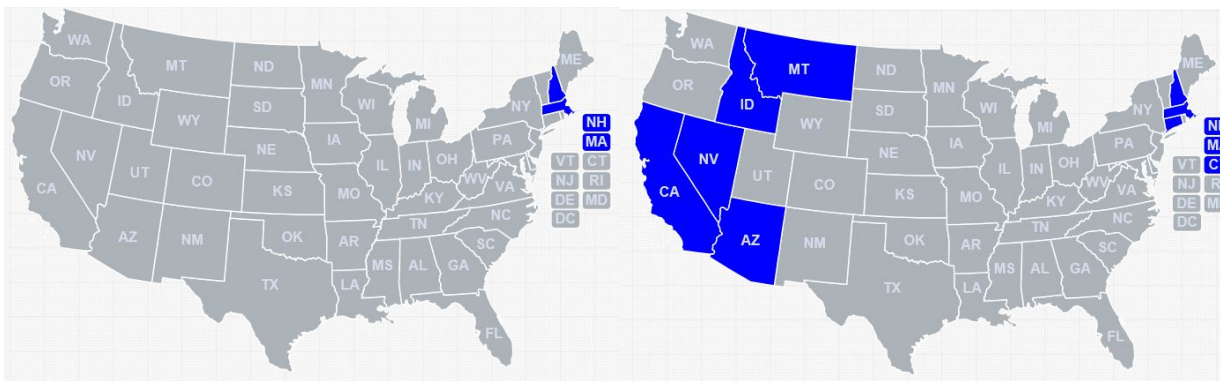 WA
MT
ND
MN
ME
OR
ID
SD
WI
NY
WY
MI
IA
PA
NE
NV
UT
CO
IL
IN
OH
WV
VA
CA
KS
MO
KY
NC
TN
AZ
NM
OK
AR
SC
MS
AL
GA
TX
LA
FL
NH
MA
VT CT
NJ RI
DE MD
DC
WA
MT
ND
MN
ME
OR
ID
SD
WI
NY
WY
MI
IA
PA
NE
NV
UT
CO
IL
IN
OH
WV
VA
CA
KS
MO
KY
NC
TN
AZ
NM
OK
AR
SC
MS
AL
GA
TX
LA
FL
VT
NJ
DE
DC